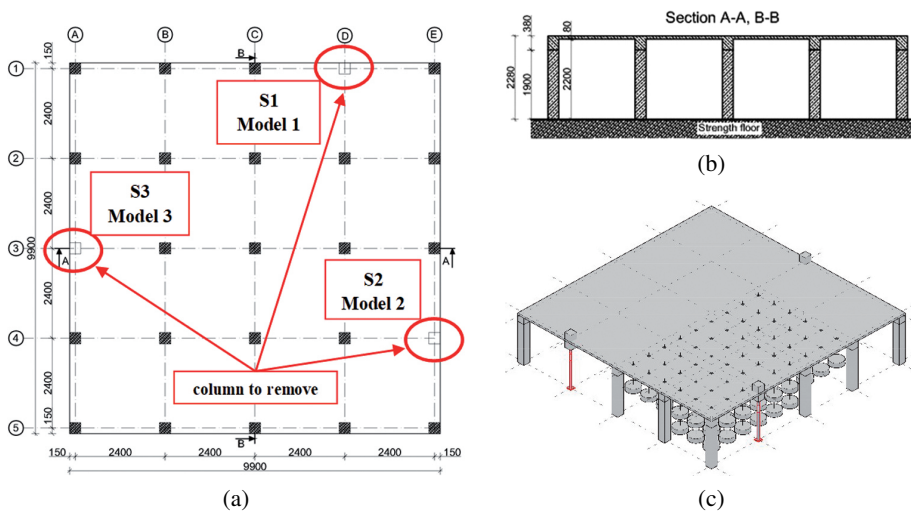 A
B
C
D
E
B
150
1
S1
Model 1
2400
2
S3
Model 3
2400
3
9900
A
A
2400
S2
Model 2
4
2400
column to remove
150
5
B
150
2400
2400
2400
2400
150
9900
(a)
Section A-A, B-B
380
80
2280
1900
2200
Strength floor
(b)
(c)